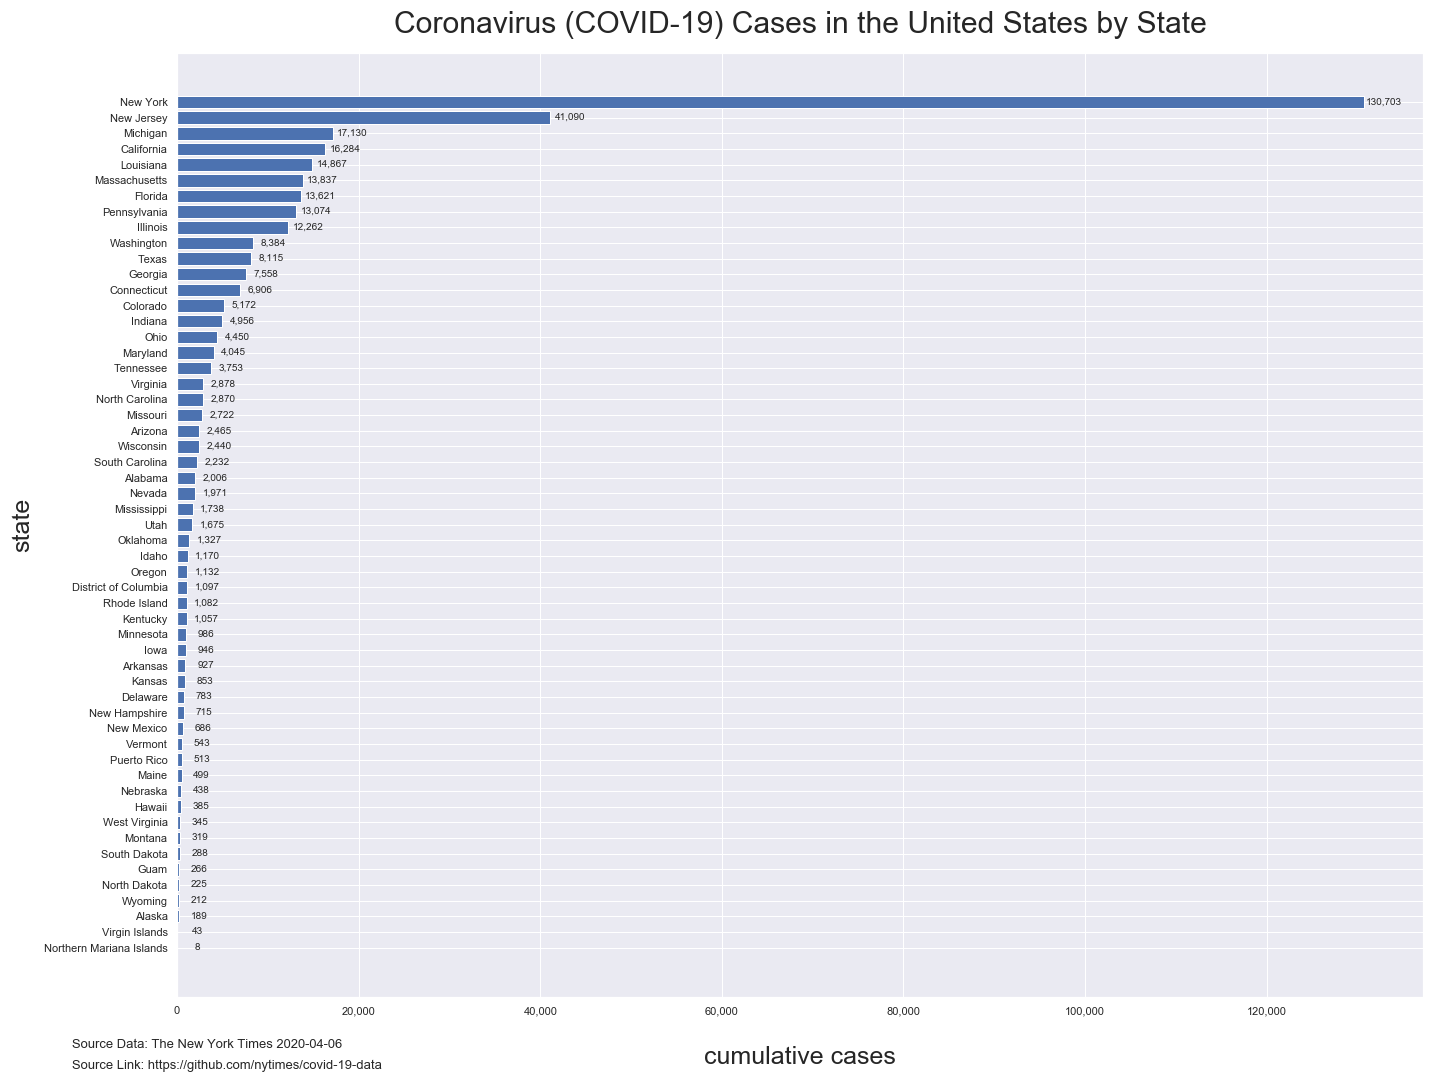 Coronavirus (COVID-19) Cases in the United States by State
New York 130,703
New Jersey 41,090
Michigan 17,130
California 16,284
Louisiana 14,867
Massachusetts 13,837
Florida 13,621
Pennsylvania 13,074
Illinois 12,262
Washington 8,384
Texas 8,115
Georgia 7,558
Connecticut 6,906
Colorado 5,172
Indiana 4,956
Ohio 4,450
Maryland 4,045
Tennessee 3,753
Virginia 2,878
North Carolina 2,870
Missouri 2,722
Arizona 2,465
Wisconsin 2,440
South Carolina 2,232
Alabama 2,006
Nevada 1,971
Mississippi 1,738
Utah 1,675
Oklahoma 1,327
Idaho 1,170
Oregon 1,132
District of Columbia 1,097
Rhode Island 1,082
Kentucky 1,057
Minnesota 986
Iowa 946
Arkansas 927
Kansas 853
Delaware 783
New Hampshire 715
New Mexico 686
Vermont 543
Puerto Rico 513
Maine 499
Nebraska 438
Hawaii 385
West Virginia 345
Montana 319
South Dakota 288
Guam 266
North Dakota 225
Wyoming 212
Alaska 189
Virgin Islands 43
Northern Mariana Islands 8
state
0 20,000 40,000 60,000 80,000 100,000 120,000
cumulative cases
Source Data: The New York Times 2020-04-06
Source Link: https://github.com/nytimes/covid-19-data